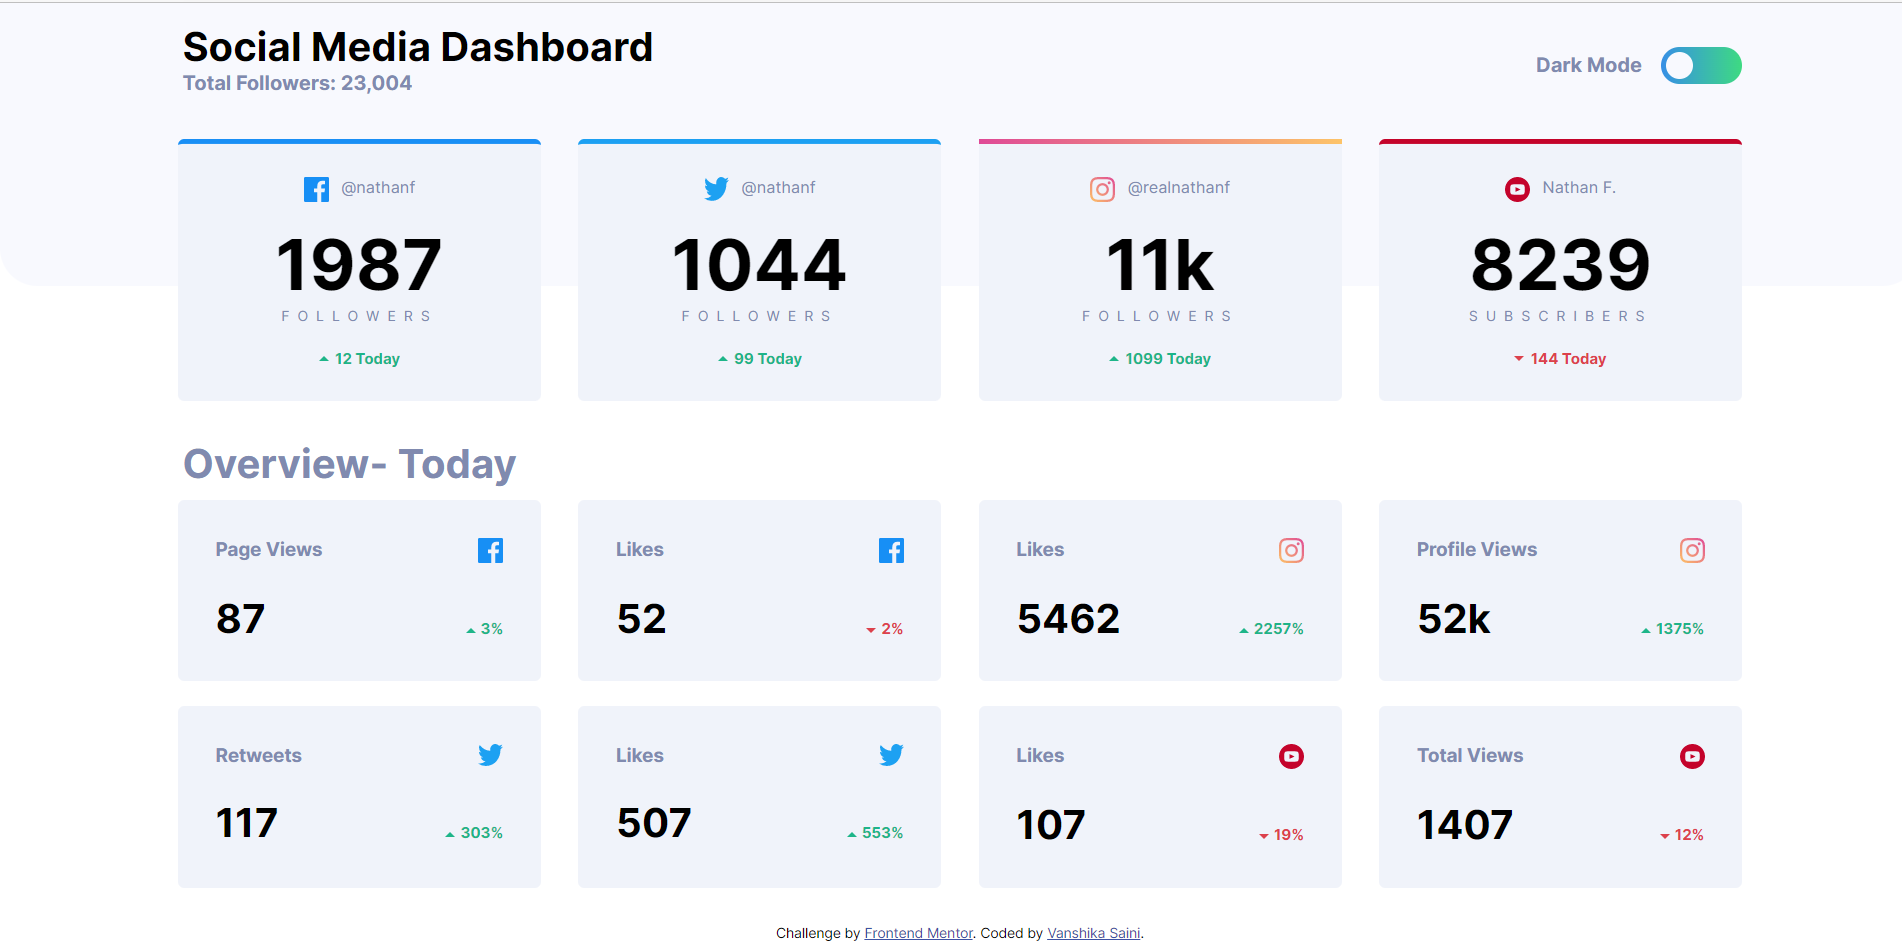 Social Media Dashboard
Total Followers: 23,004
Dark Mode
@nathanf
1987
FOLLOWERS
12 Today
@nathanf
1044
FOLLOWERS
99 Today
@realnathanf
11k
FOLLOWERS
1099 Today
Nathan F.
8239
SUBSCRIBERS
144 Today
Overview- Today
Page Views
87
3%
Likes
52
2%
Likes
5462
2257%
Profile Views
52k
1375%
Retweets
117
303%
Likes
507
553%
Likes
107
19%
Total Views
1407
12%
Challenge by Frontend Mentor. Coded by Vanshika Saini.